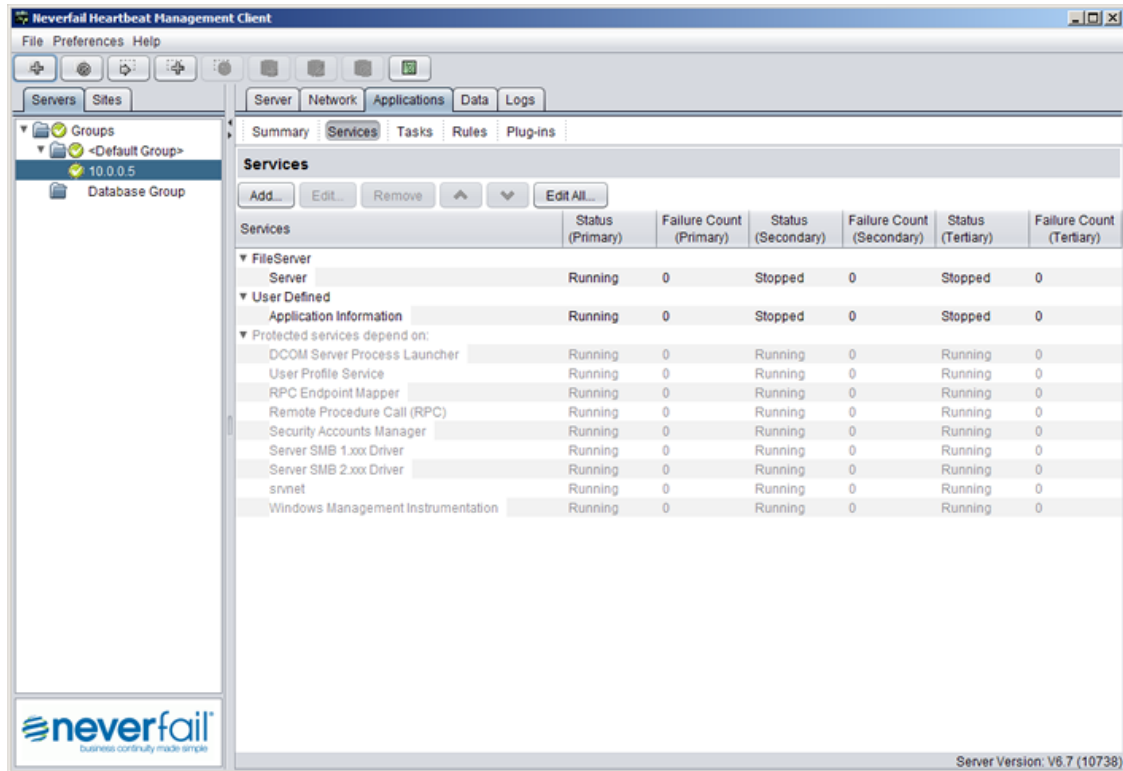 Neverfail Heartbeat Management Client
File Preferences Help
Servers Sites
Server Network Applications Data Logs
Groups
<Default Group>
10.0.0.5
Database Group
Summary Services Tasks Rules Plug-ins
Services
Add... Edit... Remove Edit All...
Services Status (Primary) Failure Count (Primary) Status (Secondary) Failure Count (Secondary) Status (Tertiary) Failure Count (Tertiary)
FileServer
Server Running 0 Stopped 0 Stopped 0
User Defined
Application Information Running 0 Stopped 0 Stopped 0
Protected services depend on:
DCOM Server Process Launcher Running 0 Running 0 Running 0
User Profile Service Running 0 Running 0 Running 0
RPC Endpoint Mapper Running 0 Running 0 Running 0
Remote Procedure Call (RPC) Running 0 Running 0 Running 0
Security Accounts Manager Running 0 Running 0 Running 0
Server SMB 1.xxx Driver Running 0 Running 0 Running 0
Server SMB 2.xxx Driver Running 0 Running 0 Running 0
srvnet Running 0 Running 0 Running 0
Windows Management Instrumentation Running 0 Running 0 Running 0
neverfail
business continuity made simple
Server Version: V6.7 (10738)